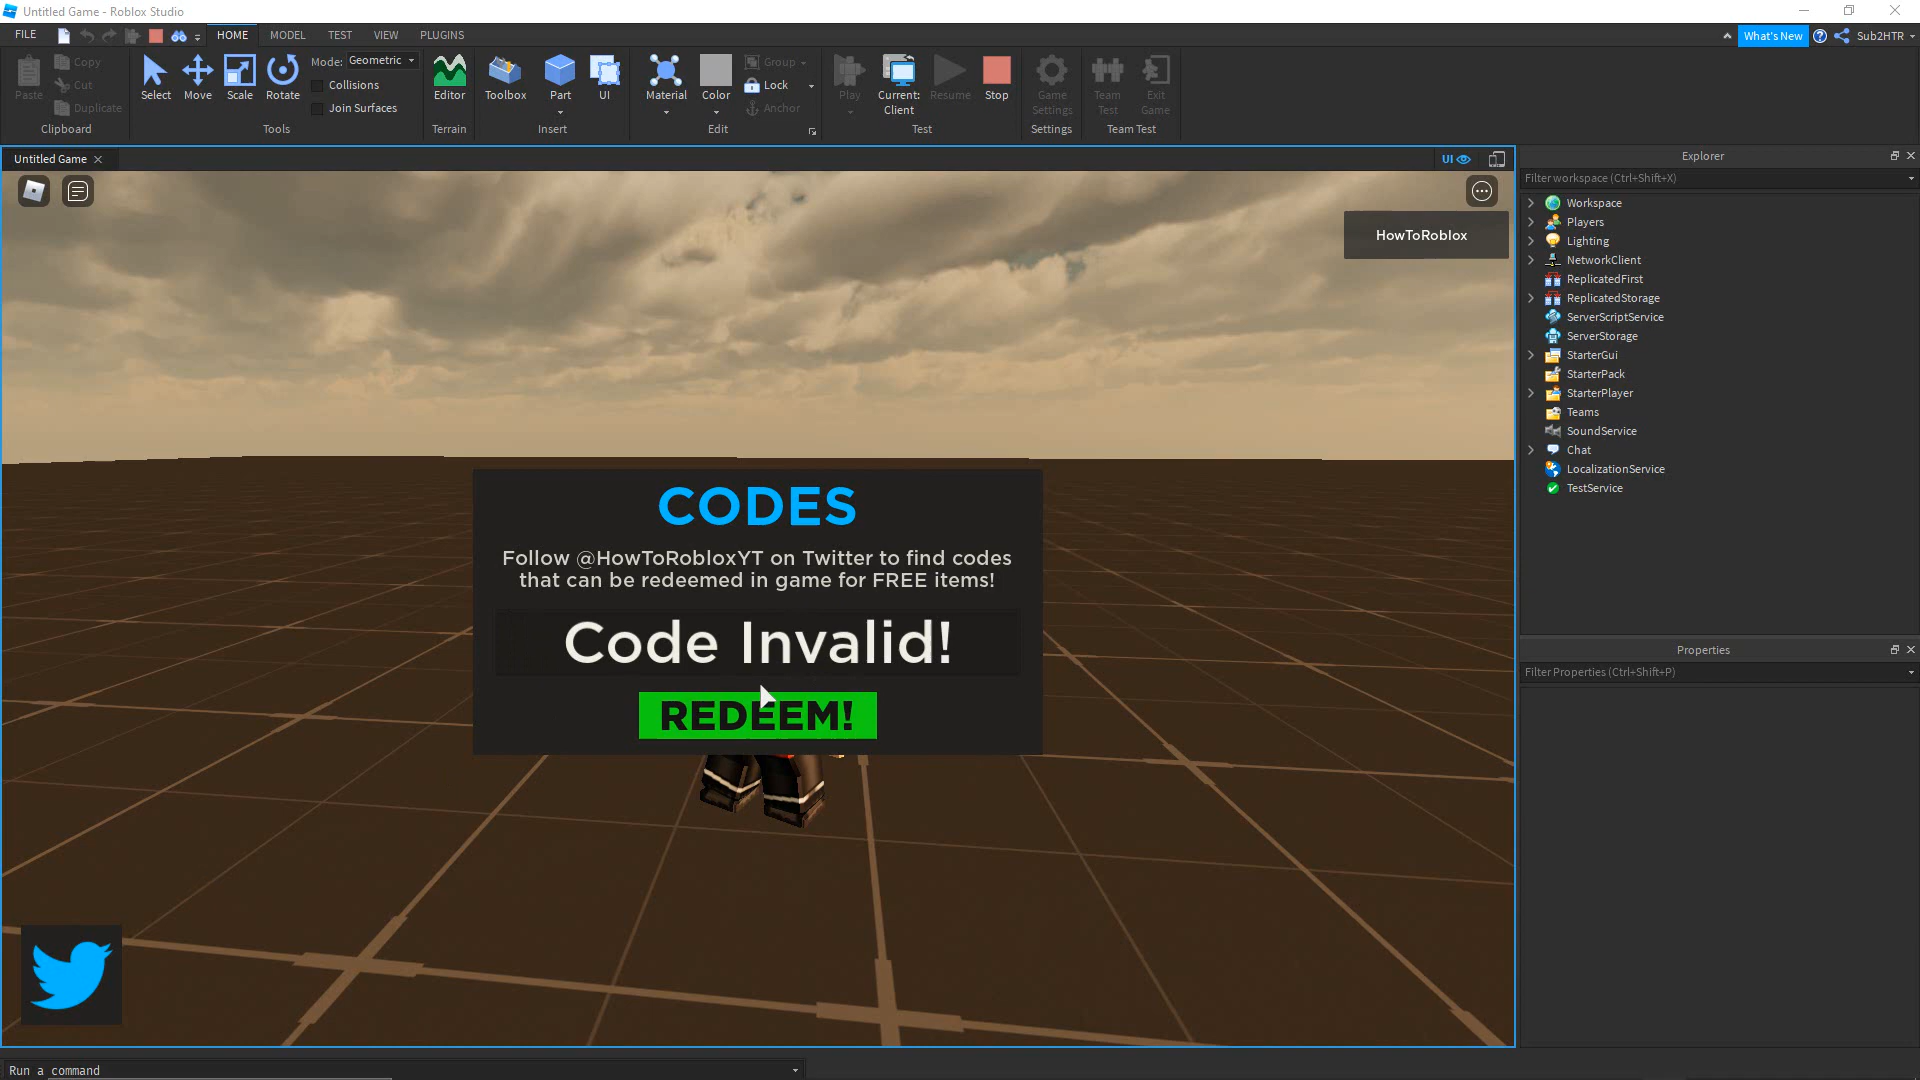 Untitled Game - Roblox Studio
FILE
HOME
MODEL
TEST
VIEW
PLUGINS
What's New
Sub2HTR
Paste
Copy
Cut
Duplicate
Clipboard
Select
Move
Scale
Rotate
Mode: Geometric
Collisions
Join Surfaces
Tools
Editor
Terrain
Toolbox
Part
UI
Insert
Material
Color
Group
Lock
Anchor
Edit
Play
Current:
Client
Resume
Stop
Test
Game
Settings
Settings
Team
Test
Exit
Game
Team Test
Untitled Game
UI
HowToRoblox
CODES
Follow @HowToRobloxYT on Twitter to find codes
that can be redeemed in game for FREE items!
Code Invalid!
REDEEM!
Explorer
Filter workspace (Ctrl+Shift+X)
Workspace
Players
Lighting
NetworkClient
ReplicatedFirst
ReplicatedStorage
ServerScriptService
ServerStorage
StarterGui
StarterPack
StarterPlayer
Teams
SoundService
Chat
LocalizationService
TestService
Properties
Filter Properties (Ctrl+Shift+P)
Run a command